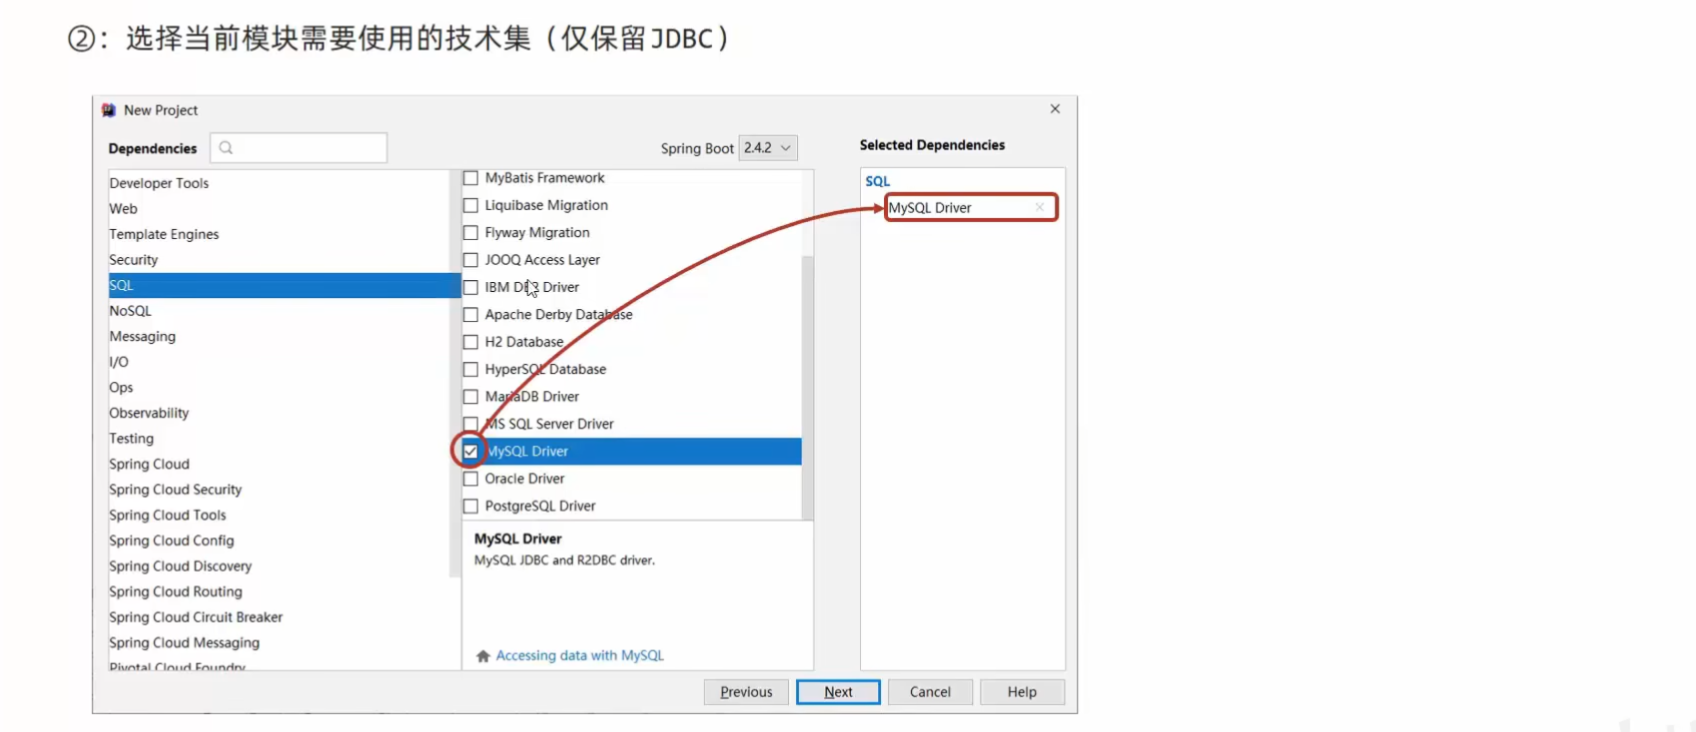 ②：选择当前模块需要使用的技术集（仅保留JDBC）
New Project
Dependencies
Spring Boot 2.4.2
Selected Dependencies
Developer Tools
Web
Template Engines
Security
SQL
NoSQL
Messaging
I/O
Ops
Observability
Testing
Spring Cloud
Spring Cloud Security
Spring Cloud Tools
Spring Cloud Config
Spring Cloud Discovery
Spring Cloud Routing
Spring Cloud Circuit Breaker
Spring Cloud Messaging
Pivotal Cloud Foundry
MyBatis Framework
Liquibase Migration
Flyway Migration
JOOQ Access Layer
IBM DB2 Driver
Apache Derby Database
H2 Database
HyperSQL Database
MariaDB Driver
MS SQL Server Driver
MySQL Driver
Oracle Driver
PostgreSQL Driver
MySQL Driver
MySQL JDBC and R2DBC driver.
Accessing data with MySQL
SQL
MySQL Driver
Previous
Next
Cancel
Help